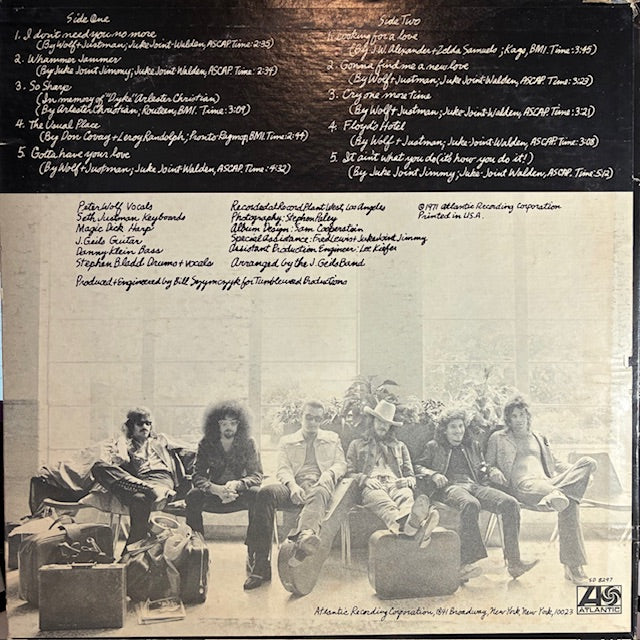 Side One
1. I don't need you no more
(By Wolf + Justman; Juke Joint-Walden, ASCAP. Time: 2:35)
2. Whammer Jammer
(By Juke Joint Jimmy; Juke Joint-Walden, ASCAP. Time: 2:34)
3. So Sharp
(In memory of "Dyke" Arlester Christian)
(By Arlester Christian; Routeen, BMI. Time: 3:09)
4. The Usual Place
(By Don Covay + Leroy Randolph; Pronto-Ragmop, BMI. Time: 2:44)
5. Gotta have your love
(By Wolf + Justman; Juke Joint-Walden, ASCAP. Time: 4:32)
Side Two
1. Looking for a love
(By J.W. Alexander + Zelda Samuels; Kags, BMI. Time: 3:45)
2. Gonna find me a new love
(By Wolf + Justman; Juke Joint-Walden, ASCAP. Time: 3:23)
3. Cry one more time
(By Wolf + Justman; Juke Joint-Walden, ASCAP. Time: 3:21)
4. Floyd's Hotel
(By Wolf + Justman; Juke Joint-Walden, ASCAP. Time: 3:08)
5. It aint what you do (it's how you do it!)
(By Juke Joint Jimmy; Juke Joint Walden, ASCAP. Time: 5:12)
Peter Wolf Vocals
Seth Justman Keyboards
Magic Dick Harp
J. Geils Guitar
Danny Klein Bass
Stephen Bladd Drums + vocals
Produced + Engineered by Bill Szymczyk for Tumbleweed Productions
Recorded at Record Plant West, Los Angeles
Photography: Stephen Paley
Album Design: Sam Cooperstein
Special Assistance: Fred Lewis + Juke Joint Jimmy
Assistant Production Engineer: Lee Kiefer
Arranged by the J. Geils Band
©1971 Atlantic Recording Corporation
Printed in U.S.A.
SD 8297
ATLANTIC
Atlantic Recording Corporation, 1841 Broadway, New York, New York, 10023